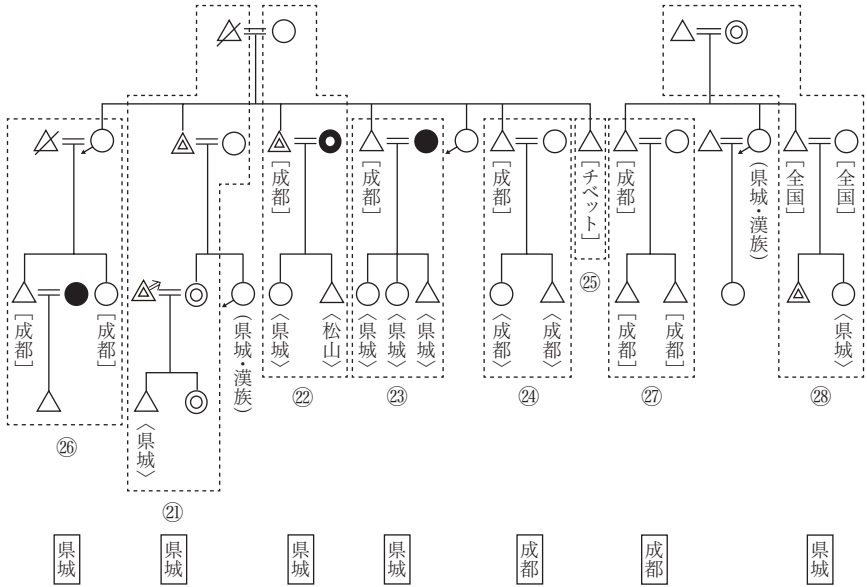 [成都]
[成都]
[チベット]
[成都]
[成都]
(県城・漢族)
[全国]
[全国]
[成都]
[成都]
(県城・漢族)
〈県城〉
〈松山〉
〈県城〉
〈県城〉
〈県城〉
〈成都〉
〈成都〉
㉕
[成都]
[成都]
〈県城〉
㉒
㉓
㉔
㉗
㉘
㉖
〈県城〉
㉑
県城
県城
県城
県城
成都
成都
県城